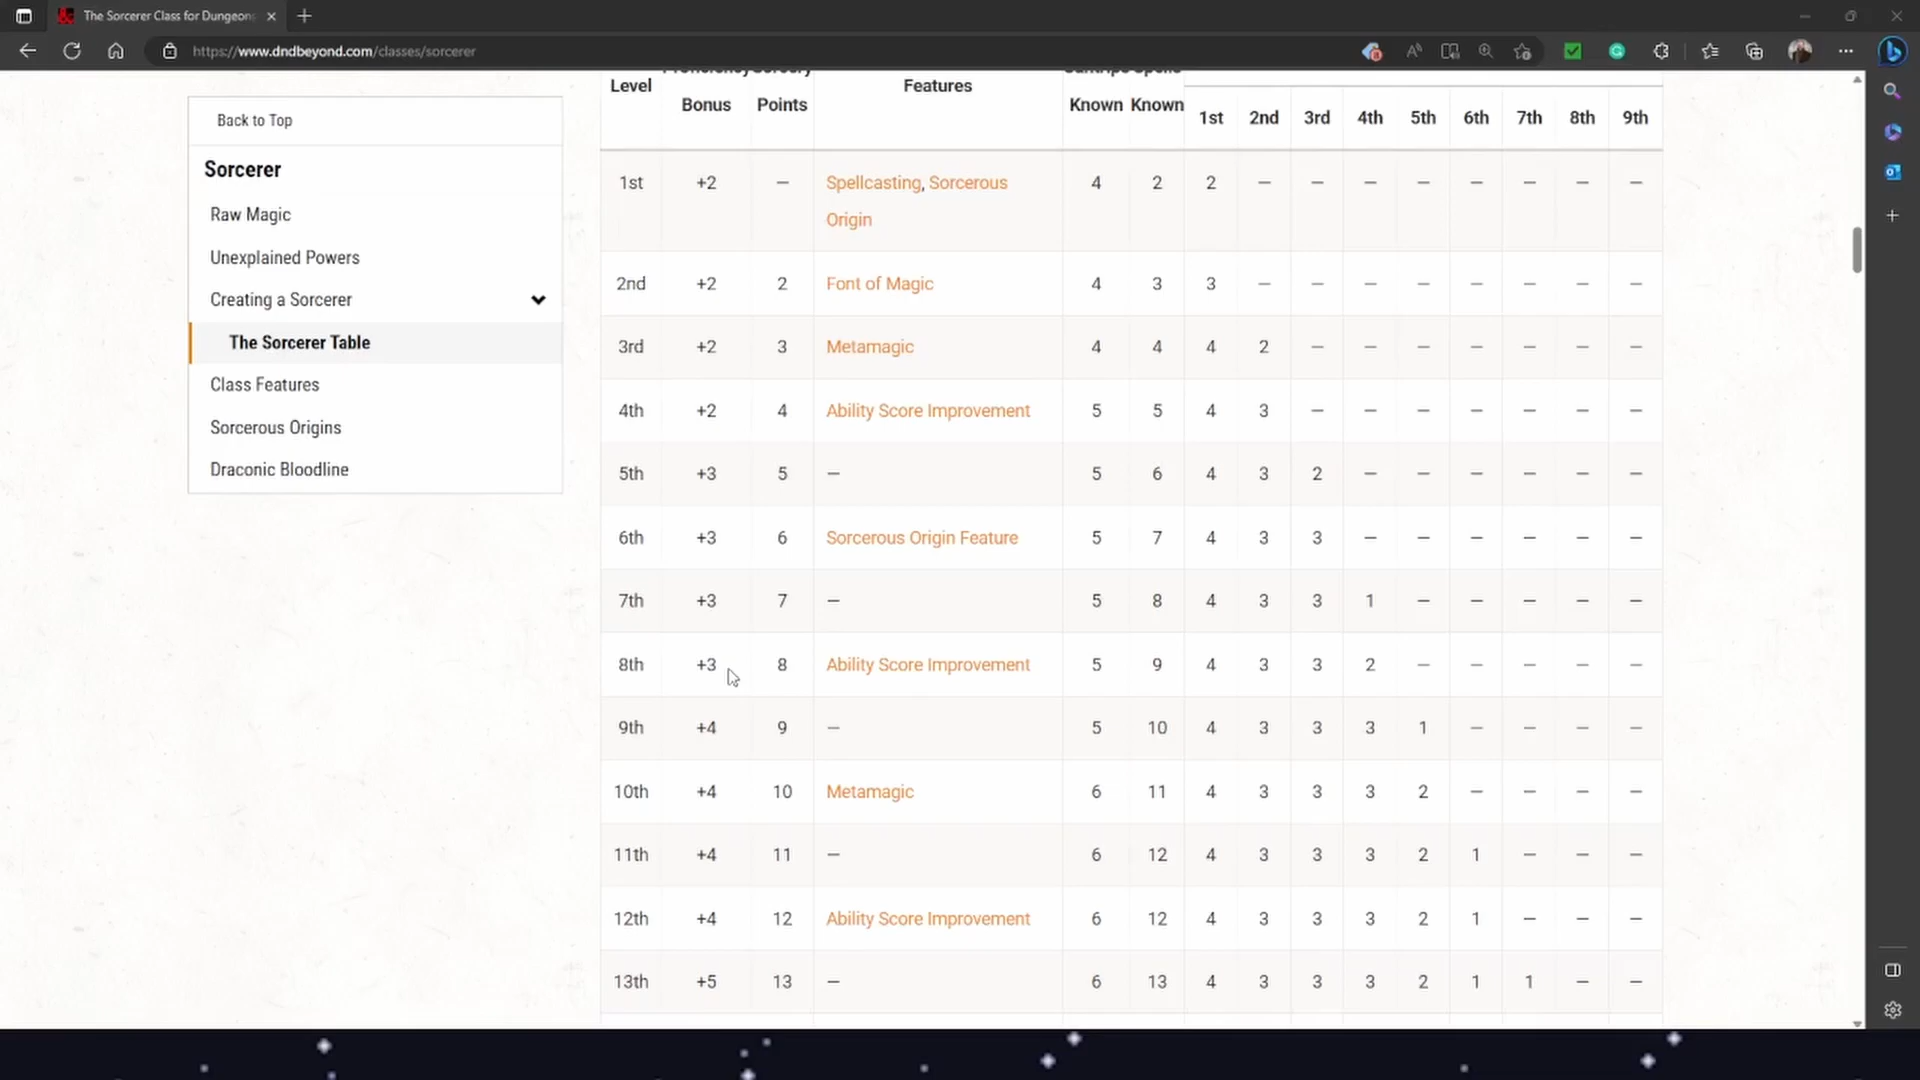 The Sorcerer Class for Dungeons
https://www.dndbeyond.com/classes/sorcerer
Back to Top
Sorcerer
Raw Magic
Unexplained Powers
Creating a Sorcerer
The Sorcerer Table
Class Features
Sorcerous Origins
Draconic Bloodline
Level Proficiency Bonus Sorcery Points Features Cantrips Known Spells Known 1st 2nd 3rd 4th 5th 6th 7th 8th 9th
1st +2 — Spellcasting, Sorcerous 4 2 2 — — — — — — — —
Origin
2nd +2 2 Font of Magic 4 3 3 — — — — — — — —
3rd +2 3 Metamagic 4 4 4 2 — — — — — — —
4th +2 4 Ability Score Improvement 5 5 4 3 — — — — — — —
5th +3 5 — 5 6 4 3 2 — — — — — —
6th +3 6 Sorcerous Origin Feature 5 7 4 3 3 — — — — — —
7th +3 7 — 5 8 4 3 3 1 — — — — —
8th +3 8 Ability Score Improvement 5 9 4 3 3 2 — — — — —
9th +4 9 — 5 10 4 3 3 3 1 — — — —
10th +4 10 Metamagic 6 11 4 3 3 3 2 — — — —
11th +4 11 — 6 12 4 3 3 3 2 1 — — —
12th +4 12 Ability Score Improvement 6 12 4 3 3 3 2 1 — — —
13th +5 13 — 6 13 4 3 3 3 2 1 1 — —